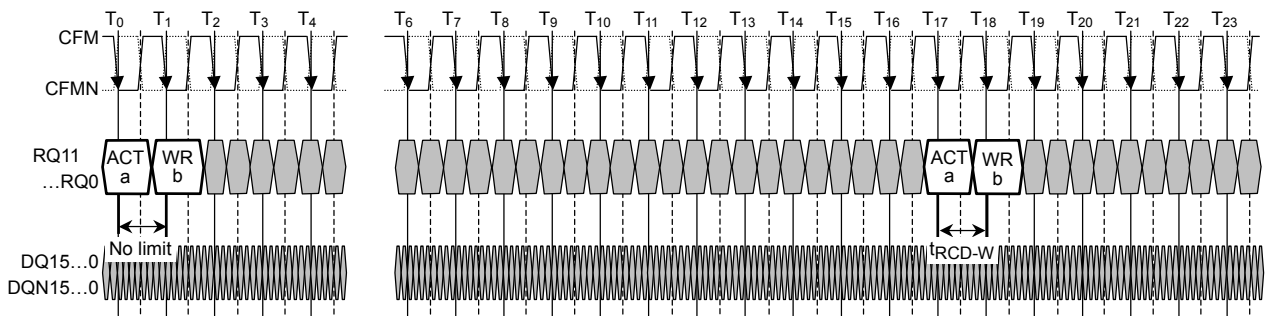 T0 T1 T2 T3 T4 T6 T7 T8 T9 T10 T11 T12 T13 T14 T15 T16 T17 T18 T19 T20 T21 T22 T23
CFM
CFMN
RQ11 ACT WR ACT WR
…RQ0 a b a b
No limit tRCD-W
DQ15…0
DQN15…0